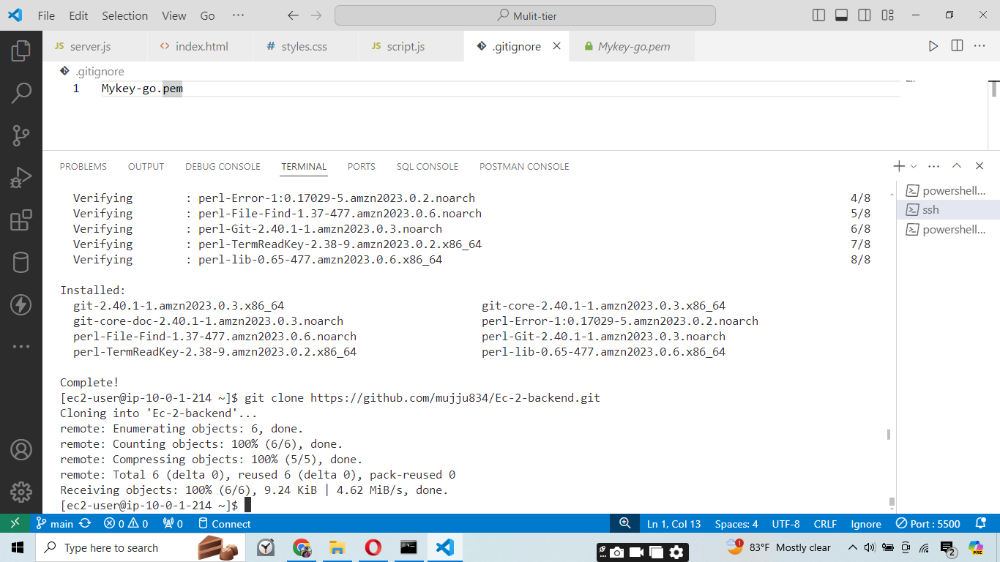 File Edit Selection View Go ··· Mulit-tier
JS server.js <> index.html # styles.css JS script.js .gitignore Mykey-go.pem
.gitignore
1 Mykey-go.pem
PROBLEMS OUTPUT DEBUG CONSOLE TERMINAL PORTS SQL CONSOLE POSTMAN CONSOLE
powershell...
ssh
powershell...
Verifying : perl-Error-1:0.17029-5.amzn2023.0.2.noarch 4/8
Verifying : perl-File-Find-1.37-477.amzn2023.0.6.noarch 5/8
Verifying : perl-Git-2.40.1-1.amzn2023.0.3.noarch 6/8
Verifying : perl-TermReadKey-2.38-9.amzn2023.0.2.x86_64 7/8
Verifying : perl-lib-0.65-477.amzn2023.0.6.x86_64 8/8
Installed:
git-2.40.1-1.amzn2023.0.3.x86_64 git-core-2.40.1-1.amzn2023.0.3.x86_64
git-core-doc-2.40.1-1.amzn2023.0.3.noarch perl-Error-1:0.17029-5.amzn2023.0.2.noarch
perl-File-Find-1.37-477.amzn2023.0.6.noarch perl-Git-2.40.1-1.amzn2023.0.3.noarch
perl-TermReadKey-2.38-9.amzn2023.0.2.x86_64 perl-lib-0.65-477.amzn2023.0.6.x86_64
Complete!
[ec2-user@ip-10-0-1-214 ~]$ git clone https://github.com/mujju834/Ec-2-backend.git
Cloning into 'Ec-2-backend'...
remote: Enumerating objects: 6, done.
remote: Counting objects: 100% (6/6), done.
remote: Compressing objects: 100% (5/5), done.
remote: Total 6 (delta 0), reused 6 (delta 0), pack-reused 0
Receiving objects: 100% (6/6), 9.24 KiB | 4.62 MiB/s, done.
[ec2-user@ip-10-0-1-214 ~]$
main 0 0 0 Connect Ln 1, Col 13 Spaces: 4 UTF-8 CRLF Ignore Port : 5500
Type here to search 1 83°F Mostly clear 2 PRE